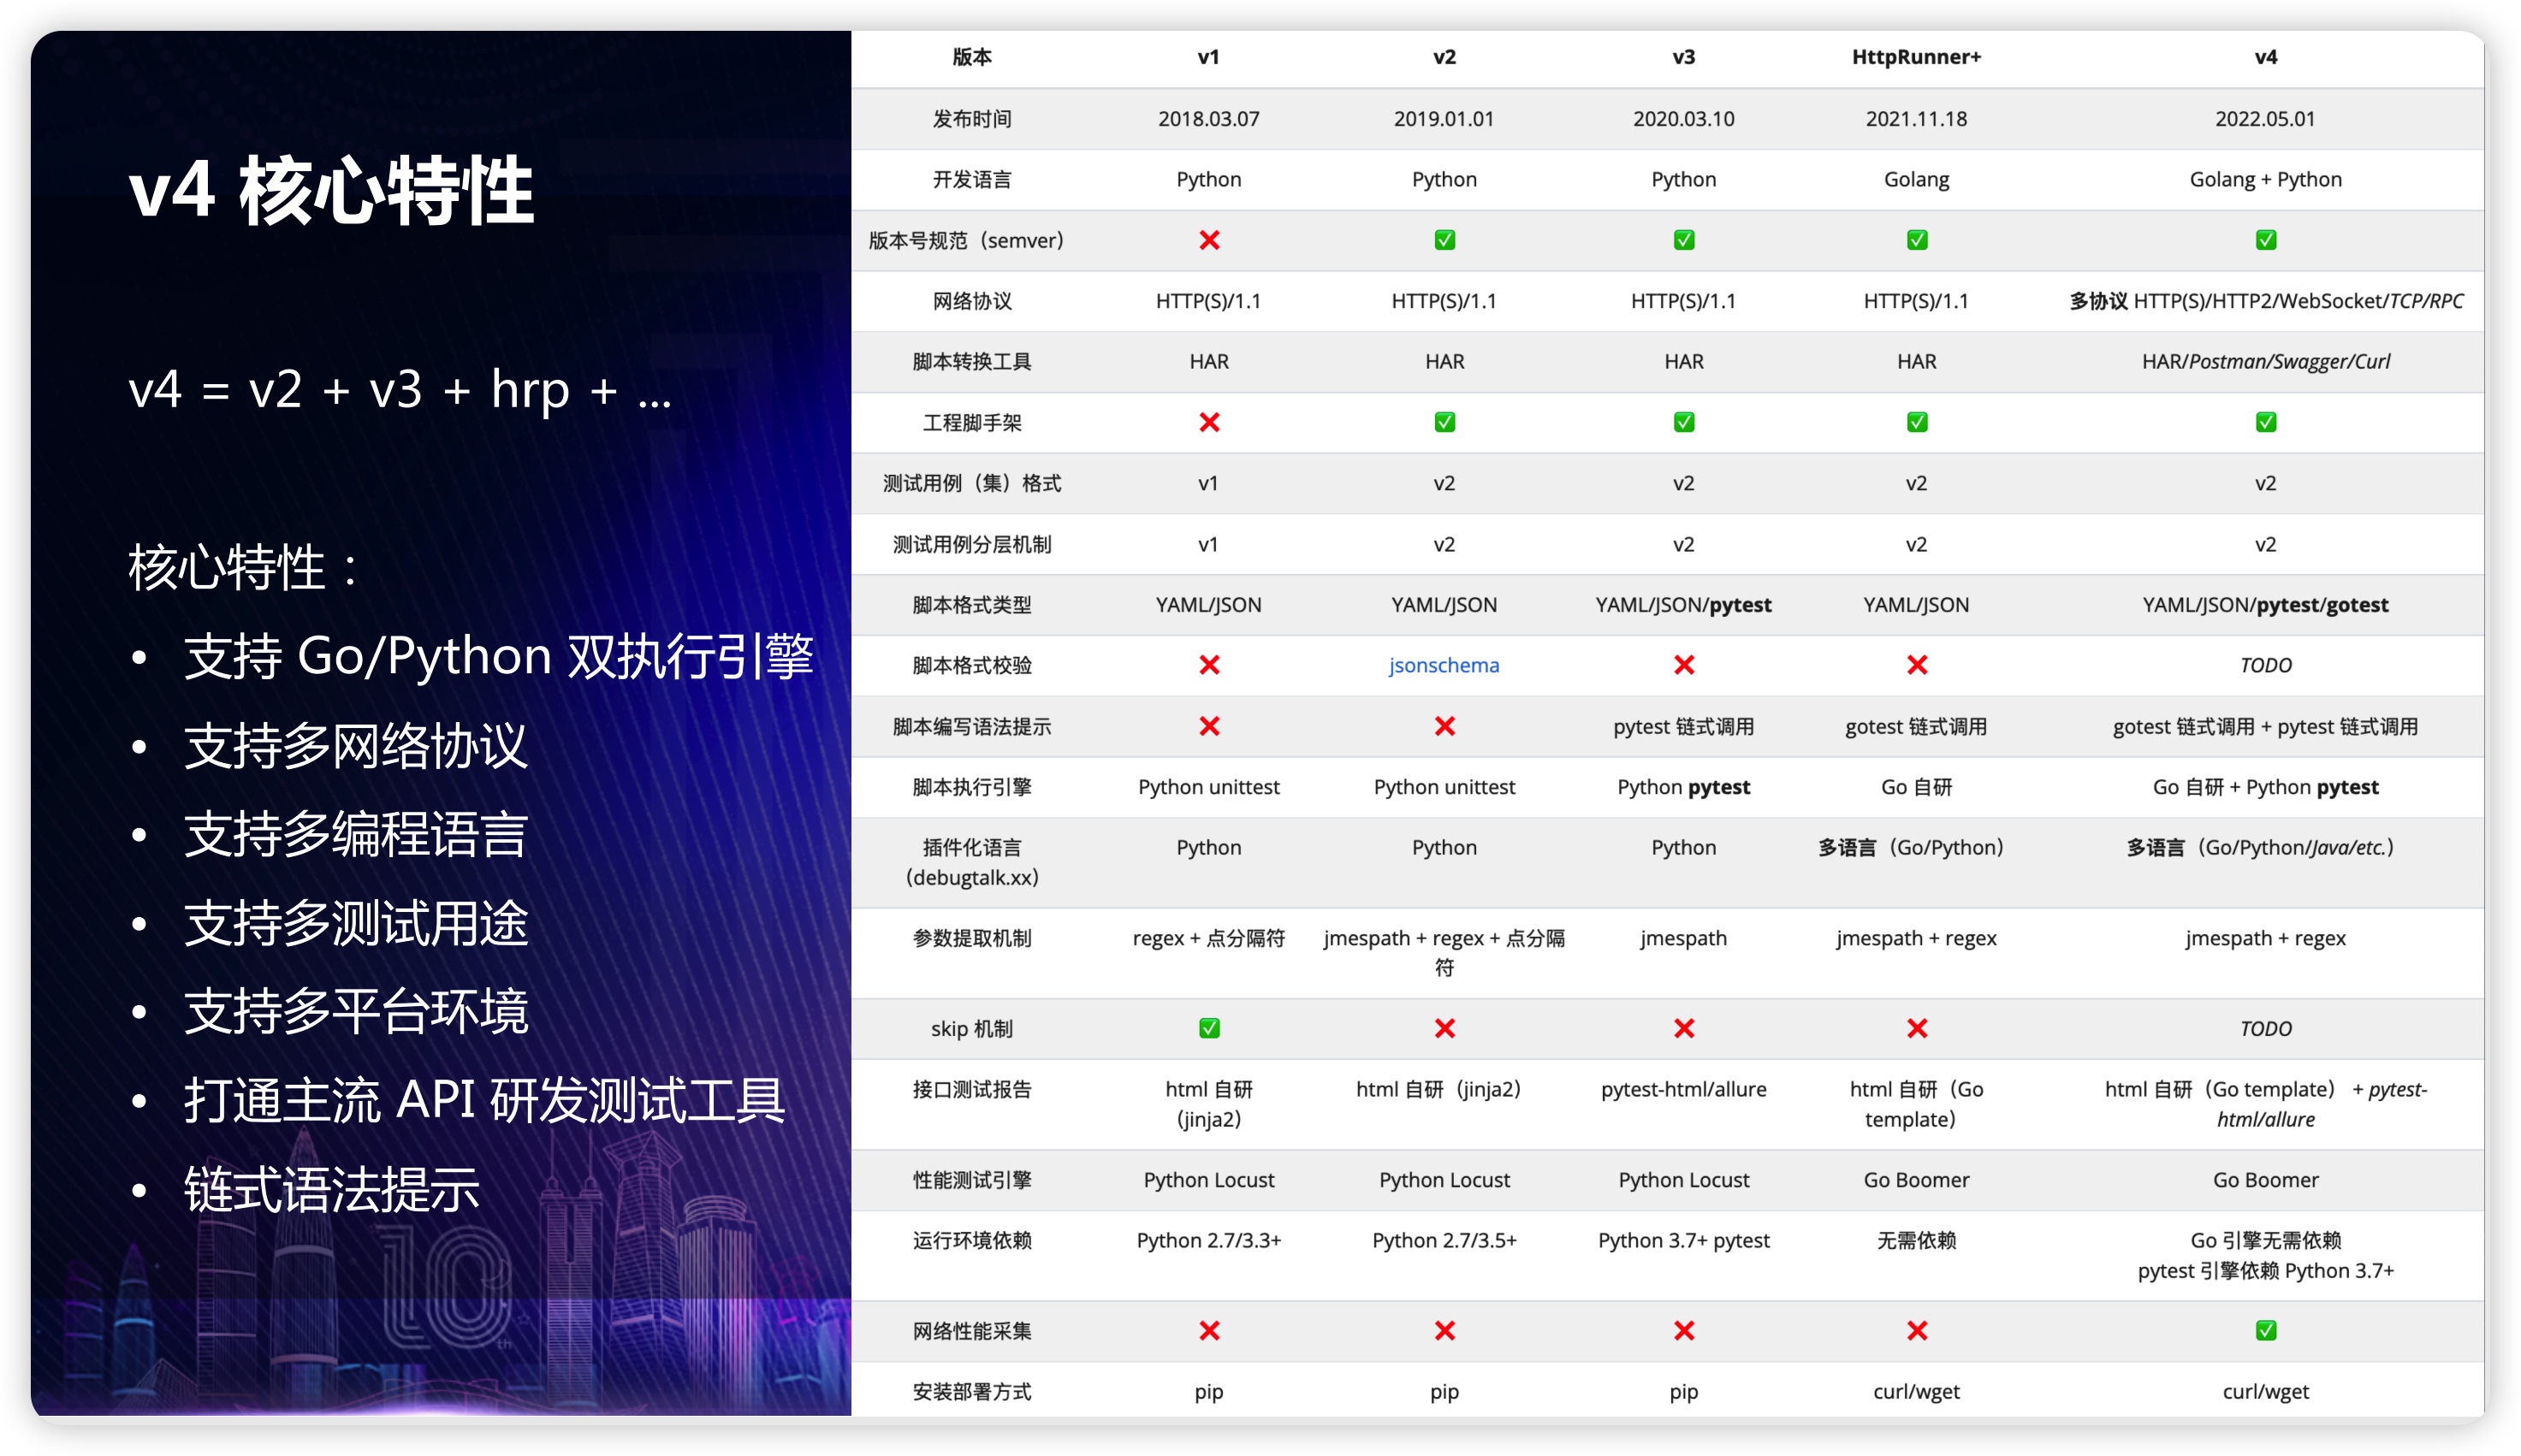 v4 核心特性
v4 = v2 + v3 + hrp + ...
核心特性：
• 支持 Go/Python 双执行引擎
• 支持多网络协议
• 支持多编程语言
• 支持多测试用途
• 支持多平台环境
• 打通主流 API 研发测试工具
• 链式语法提示
10th
版本 v1 v2 v3 HttpRunner+ v4
发布时间 2018.03.07 2019.01.01 2020.03.10 2021.11.18 2022.05.01
开发语言 Python Python Python Golang Golang + Python
版本号规范（semver） ❌ ✅ ✅ ✅ ✅
网络协议 HTTP(S)/1.1 HTTP(S)/1.1 HTTP(S)/1.1 HTTP(S)/1.1 多协议 HTTP(S)/HTTP2/WebSocket/TCP/RPC
脚本转换工具 HAR HAR HAR HAR HAR/Postman/Swagger/Curl
工程脚手架 ❌ ✅ ✅ ✅ ✅
测试用例（集）格式 v1 v2 v2 v2 v2
测试用例分层机制 v1 v2 v2 v2 v2
脚本格式类型 YAML/JSON YAML/JSON YAML/JSON/pytest YAML/JSON YAML/JSON/pytest/gotest
脚本格式校验 ❌ jsonschema ❌ ❌ TODO
脚本编写语法提示 ❌ ❌ pytest 链式调用 gotest 链式调用 gotest 链式调用 + pytest 链式调用
脚本执行引擎 Python unittest Python unittest Python pytest Go 自研 Go 自研 + Python pytest
插件化语言 Python Python Python 多语言（Go/Python） 多语言（Go/Python/Java/etc.）
（debugtalk.xx）
参数提取机制 regex + 点分隔符 jmespath + regex + 点分隔 jmespath jmespath + regex jmespath + regex
符
skip 机制 ✅ ❌ ❌ ❌ TODO
接口测试报告 html 自研 html 自研（jinja2） pytest-html/allure html 自研（Go html 自研（Go template） + pytest-
（jinja2） template） html/allure
性能测试引擎 Python Locust Python Locust Python Locust Go Boomer Go Boomer
运行环境依赖 Python 2.7/3.3+ Python 2.7/3.5+ Python 3.7+ pytest 无需依赖 Go 引擎无需依赖
pytest 引擎依赖 Python 3.7+
网络性能采集 ❌ ❌ ❌ ❌ ✅
安装部署方式 pip pip pip curl/wget curl/wget